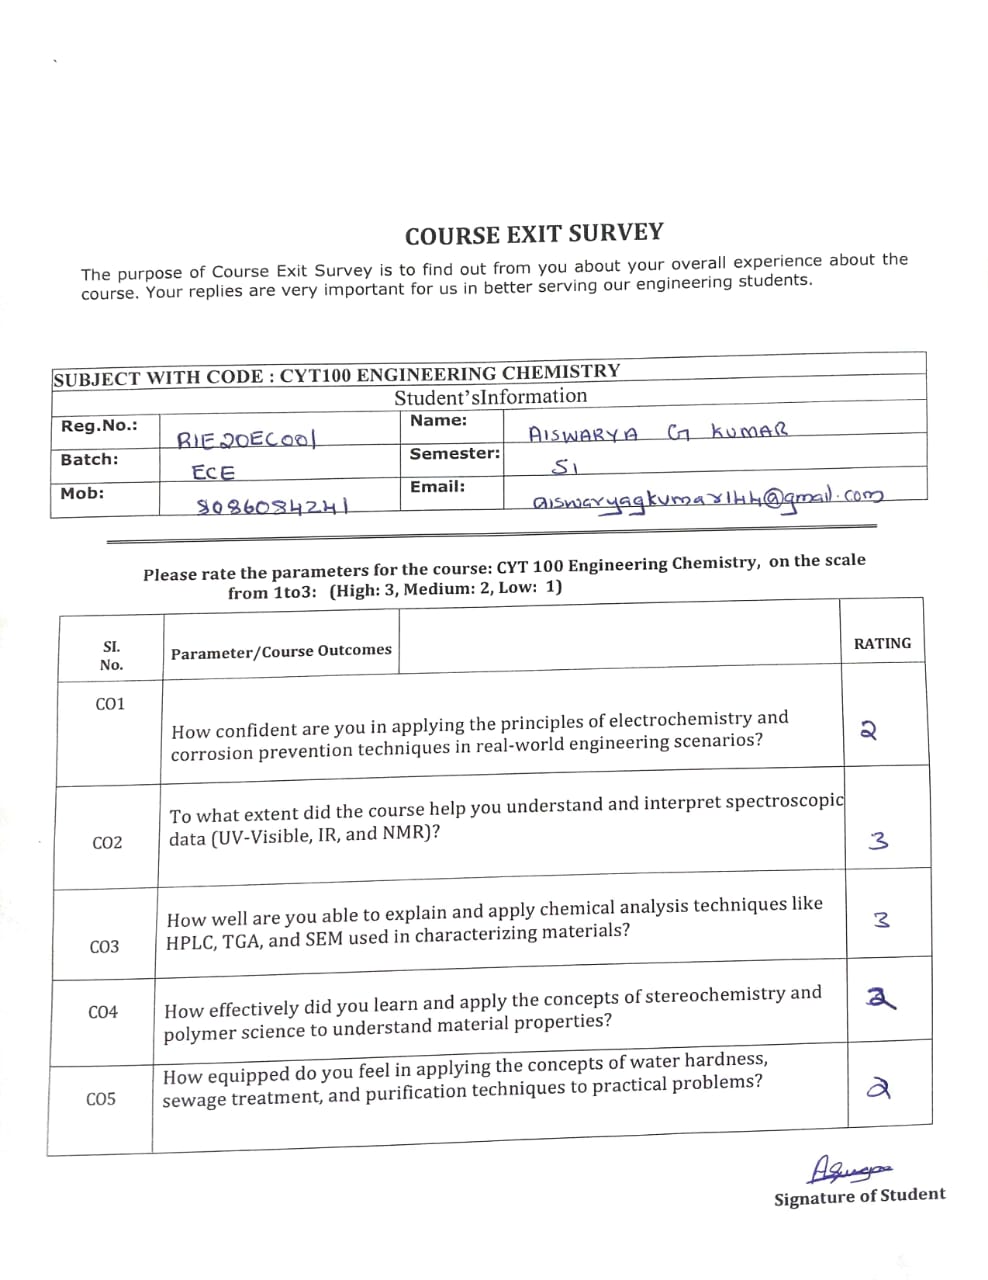 COURSE EXIT SURVEY
The purpose of Course Exit Survey is to find out from you about your overall experience about the
course. Your replies are very important for us in better serving our engineering students.
SUBJECT WITH CODE : CYT100 ENGINEERING CHEMISTRY
Student'sInformation
Reg.No.: RIE20EC001 Name: AISWARYA G KUMAR
Batch: ECE Semester: S1
Mob: 8086084241 Email: aiswaryagkumar144@gmail.com
Please rate the parameters for the course: CYT 100 Engineering Chemistry, on the scale
from 1to3: (High: 3, Medium: 2, Low: 1)
SI.
No.
Parameter/Course Outcomes
RATING
CO1
How confident are you in applying the principles of electrochemistry and
corrosion prevention techniques in real-world engineering scenarios?
2
CO2
To what extent did the course help you understand and interpret spectroscopic
data (UV-Visible, IR, and NMR)?
3
CO3
How well are you able to explain and apply chemical analysis techniques like
HPLC, TGA, and SEM used in characterizing materials?
3
CO4
How effectively did you learn and apply the concepts of stereochemistry and
polymer science to understand material properties?
2
CO5
How equipped do you feel in applying the concepts of water hardness,
sewage treatment, and purification techniques to practical problems?
2
Signature of Student